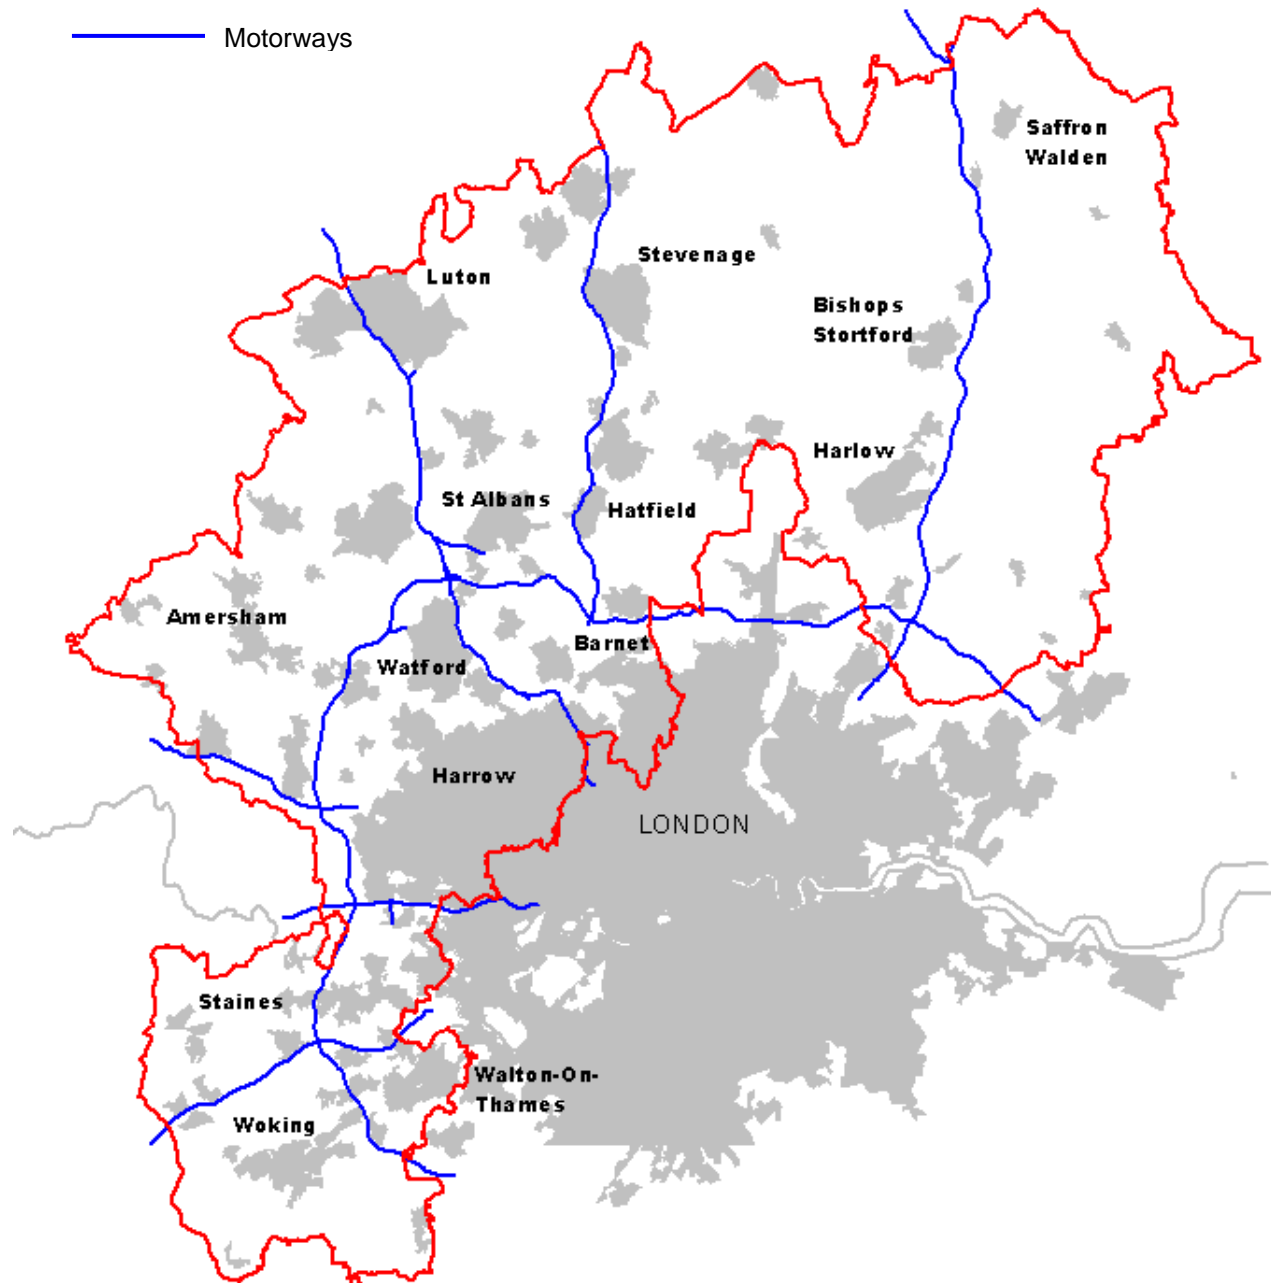 Motorways
Saffron
Walden
Stevenage
Luton
Bishops
Stortford
Harlow
St Albans
Hatfield
Amersham
Barnet
Watford
Harrow
LONDON
Staines
Walton-On-
Thames
Woking